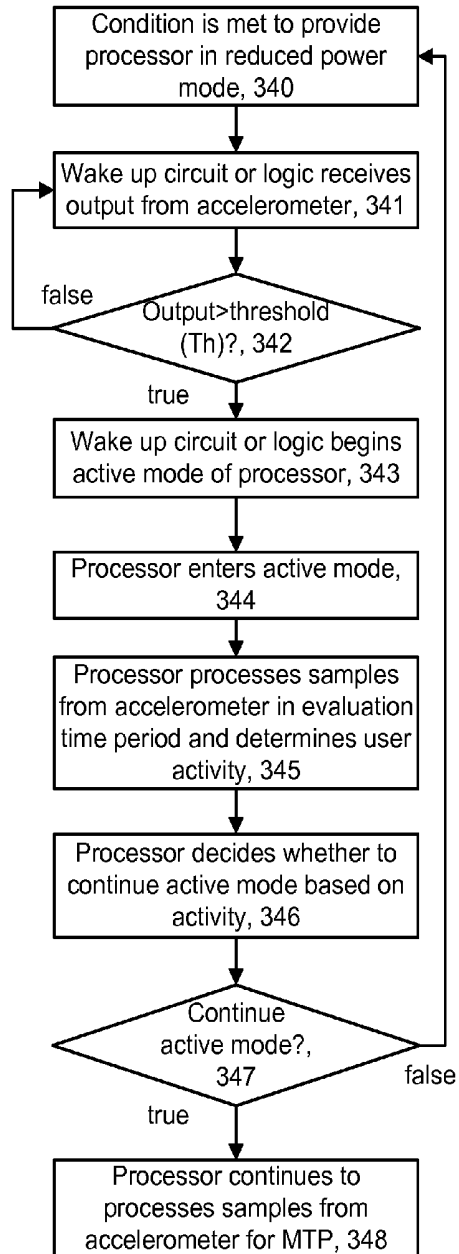 Condition is met to provide
processor in reduced power
mode, 340
Wake up circuit or logic receives
output from accelerometer, 341
false
Output>threshold
(Th)?, 342
true
Wake up circuit or logic begins
active mode of processor, 343
Processor enters active mode,
344
Processor processes samples
from accelerometer in evaluation
time period and determines user
activity, 345
Processor decides whether to
continue active mode based on
activity, 346
Continue
active mode?,
347
false
true
Processor continues to
processes samples from
accelerometer for MTP, 348